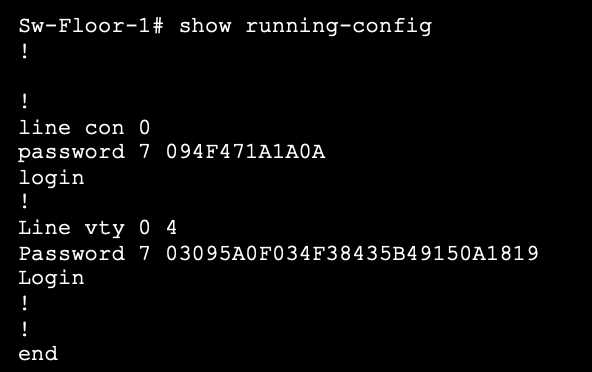 Sw-Floor-1# show running-config
!
!
line con 0
password 7 094F471A1A0A
login
!
Line vty 0 4
Password 7 03095A0F034F38435B49150A1819
Login
!
!
end